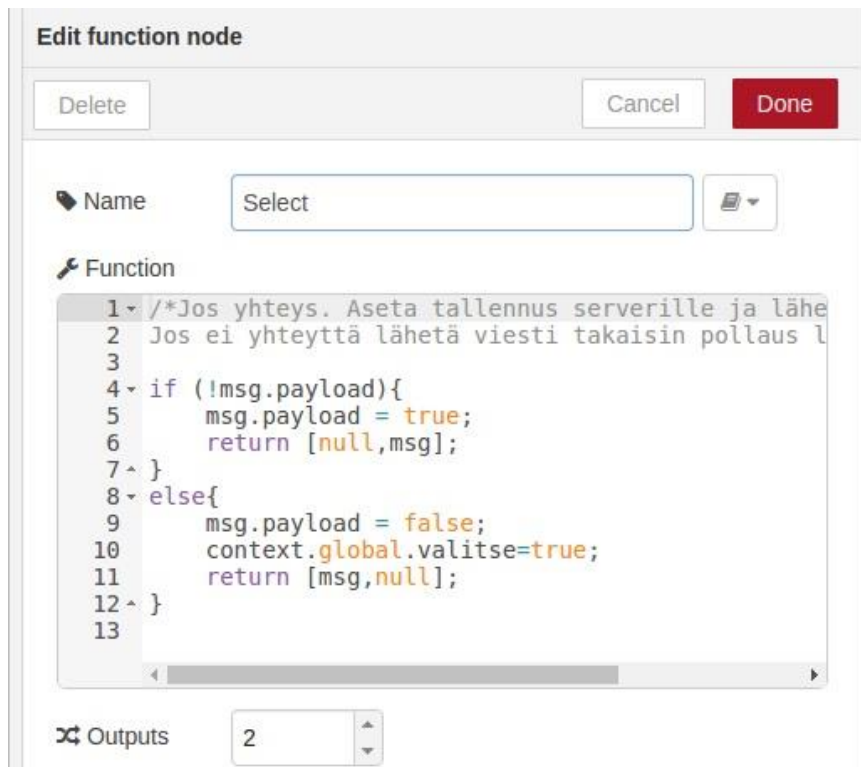 Edit function node
Delete Cancel Done
Name Select
Function
1 /*Jos yhteys. Aseta tallennus serverille ja lähe
2 Jos ei yhteyttä lähetä viesti takaisin pollaus l
3
4 if (!msg.payload){
5     msg.payload = true;
6     return [null,msg];
7 }
8 else{
9     msg.payload = false;
10     context.global.valitse=true;
11     return [msg,null];
12 }
13
Outputs 2